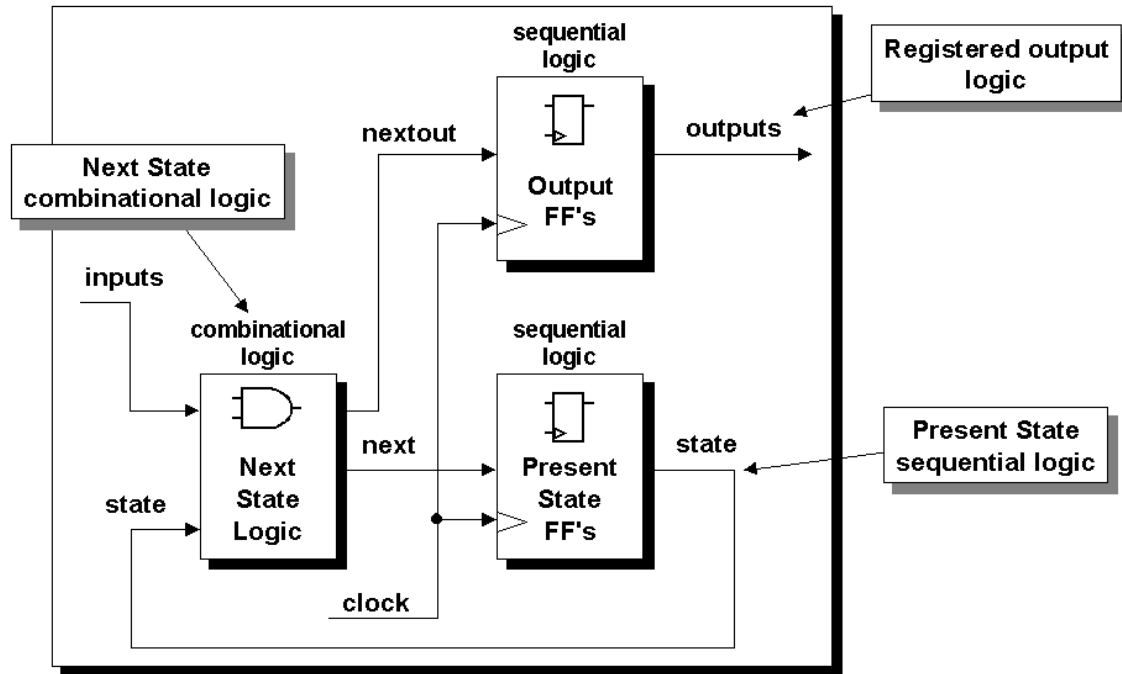 sequential
logic
Registered output
logic
nextout
outputs
Next State
combinational logic
Output
FF's
inputs
combinational
logic
sequential
logic
next
state
Present State
sequential logic
Next
State
Logic
Present
State
FF's
state
clock